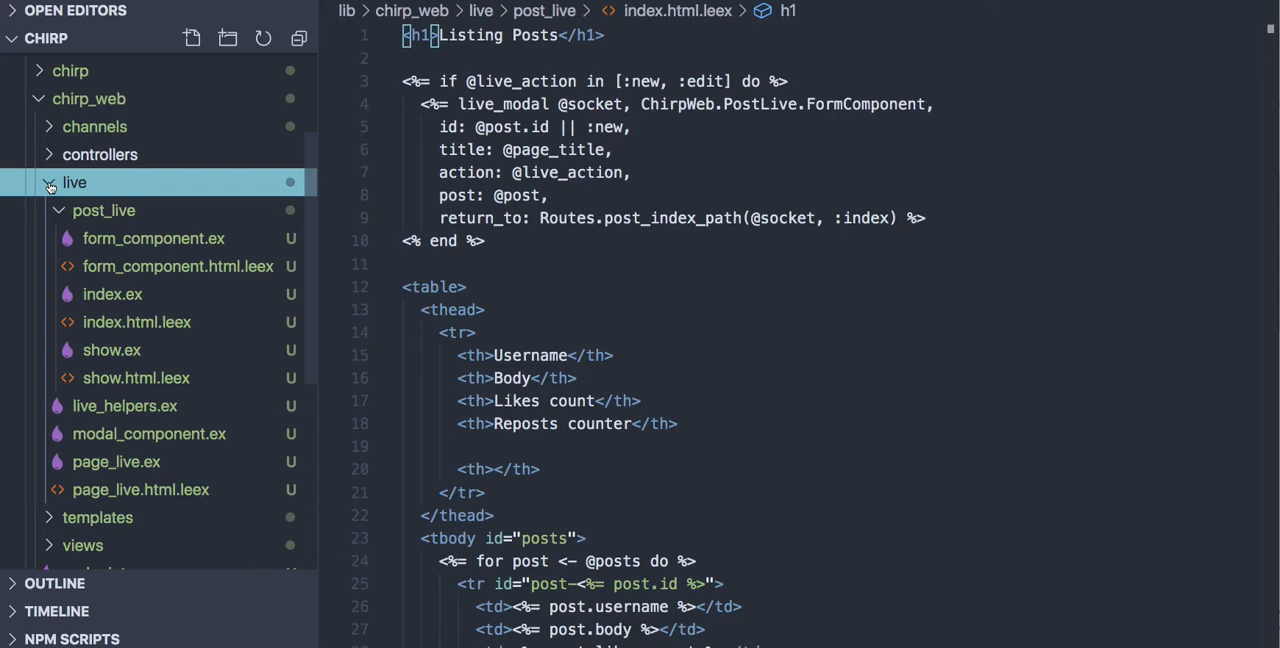 OPEN EDITORS
CHIRP
chirp
chirp_web
channels
controllers
live
post_live
form_component.ex U
form_component.html.leex U
index.ex U
index.html.leex U
show.ex U
show.html.leex U
live_helpers.ex U
modal_component.ex U
page_live.ex U
page_live.html.leex U
templates
views
OUTLINE
TIMELINE
NPM SCRIPTS
lib > chirp_web > live > post_live > <> index.html.leex > h1
1 <h1>Listing Posts</h1>
2
3 <%= if @live_action in [:new, :edit] do %>
4 <%= live_modal @socket, ChirpWeb.PostLive.FormComponent,
5 id: @post.id || :new,
6 title: @page_title,
7 action: @live_action,
8 post: @post,
9 return_to: Routes.post_index_path(@socket, :index) %>
10 <% end %>
11
12 <table>
13 <thead>
14 <tr>
15 <th>Username</th>
16 <th>Body</th>
17 <th>Likes count</th>
18 <th>Reposts counter</th>
19
20 <th></th>
21 </tr>
22 </thead>
23 <tbody id="posts">
24 <%= for post <- @posts do %>
25 <tr id="post-<%= post.id %>">
26 <td><%= post.username %></td>
27 <td><%= post.body %></td>